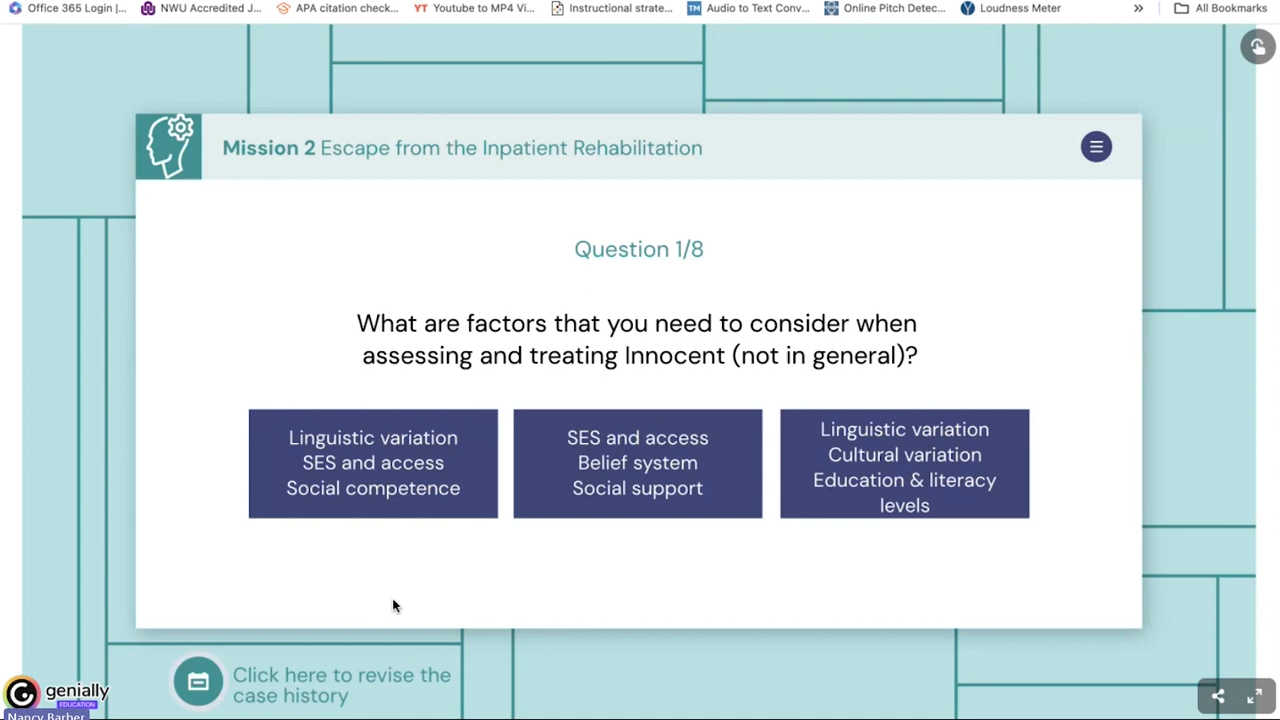 Office 365 Login |...
NWU Accredited J...
APA citation check...
YT Youtube to MP4 Vi...
Instructional strate...
TM Audio to Text Conv...
Online Pitch Detec...
Y Loudness Meter
»
All Bookmarks
Mission 2 Escape from the Inpatient Rehabilitation
Question 1/8
What are factors that you need to consider when
assessing and treating Innocent (not in general)?
Linguistic variation
SES and access
Social competence
SES and access
Belief system
Social support
Linguistic variation
Cultural variation
Education & literacy
levels
Click here to revise the
case history
genially
EDUCATION
Nancy Barber